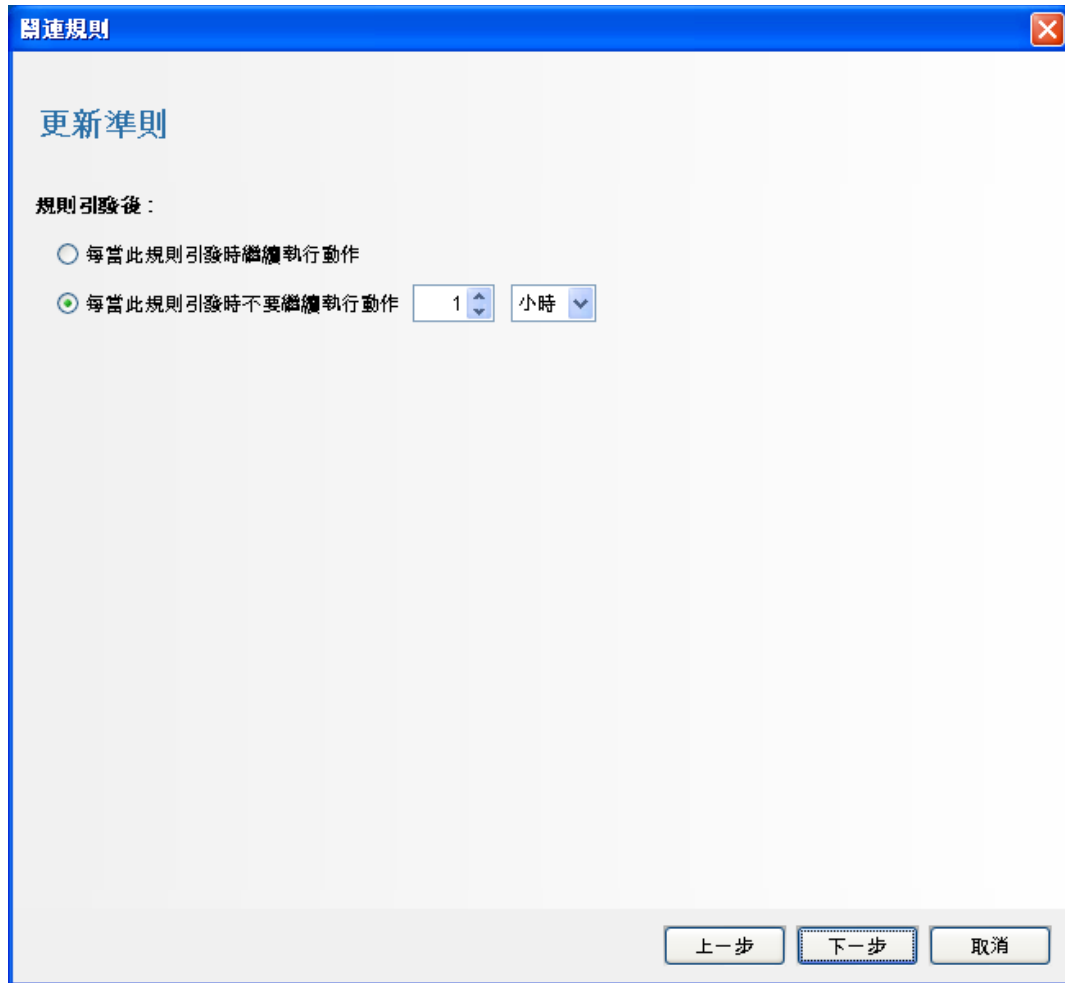 關連規則
更新準則
規則引發後：
每當此規則引發時繼續執行動作
每當此規則引發時不要繼續執行動作 1 小時
上一步 下一步 取消